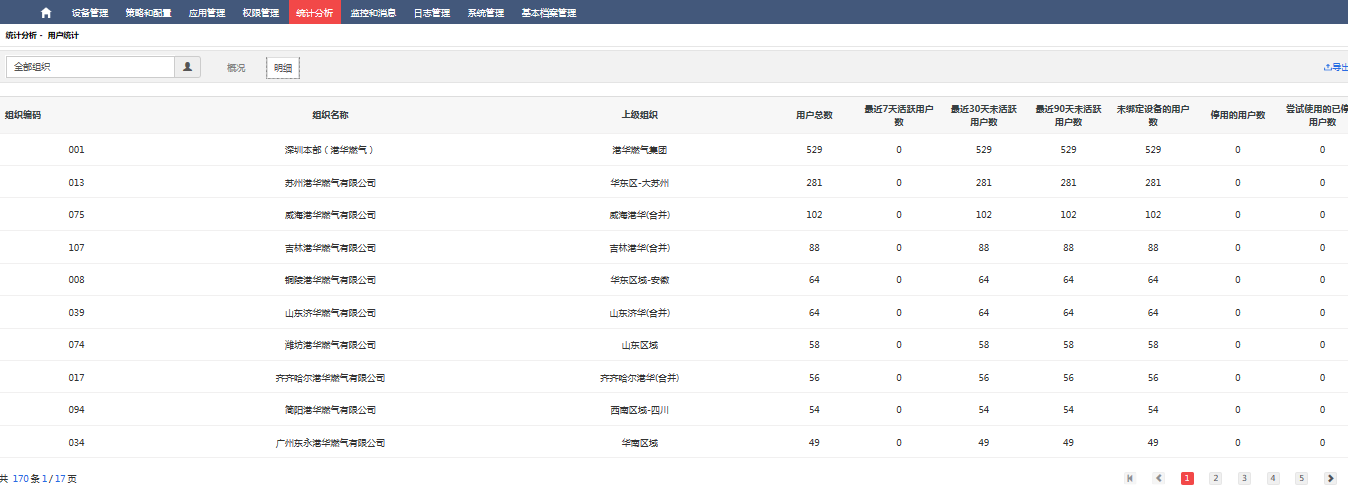 设备管理 策略和配置 应用管理 权限管理 统计分析 监控和消息 日志管理 系统管理 基本档案管理
统计分析 - 用户统计
全部组织 概况 明细 导出
组织编码 组织名称 上级组织 用户总数 最近7天活跃用户数 最近30天未活跃用户数 最近90天未活跃用户数 未绑定设备的用户数 停用的用户数 尝试使用的已停用户数
001 深圳本部（港华燃气） 港华燃气集团 529 0 529 529 529 0 0
013 苏州港华燃气有限公司 华东区-大苏州 281 0 281 281 281 0 0
075 威海港华燃气有限公司 威海港华(合并) 102 0 102 102 102 0 0
107 吉林港华燃气有限公司 吉林港华(合并) 88 0 88 88 88 0 0
008 铜陵港华燃气有限公司 华东区域-安徽 64 0 64 64 64 0 0
039 山东济华燃气有限公司 山东济华(合并) 64 0 64 64 64 0 0
074 潍坊港华燃气有限公司 山东区域 58 0 58 58 58 0 0
017 齐齐哈尔港华燃气有限公司 齐齐哈尔港华(合并) 56 0 56 56 56 0 0
094 简阳港华燃气有限公司 西南区域-四川 54 0 54 54 54 0 0
034 广州东永港华燃气有限公司 华南区域 49 0 49 49 49 0 0
共 170 条 1 / 17 页 1 2 3 4 5